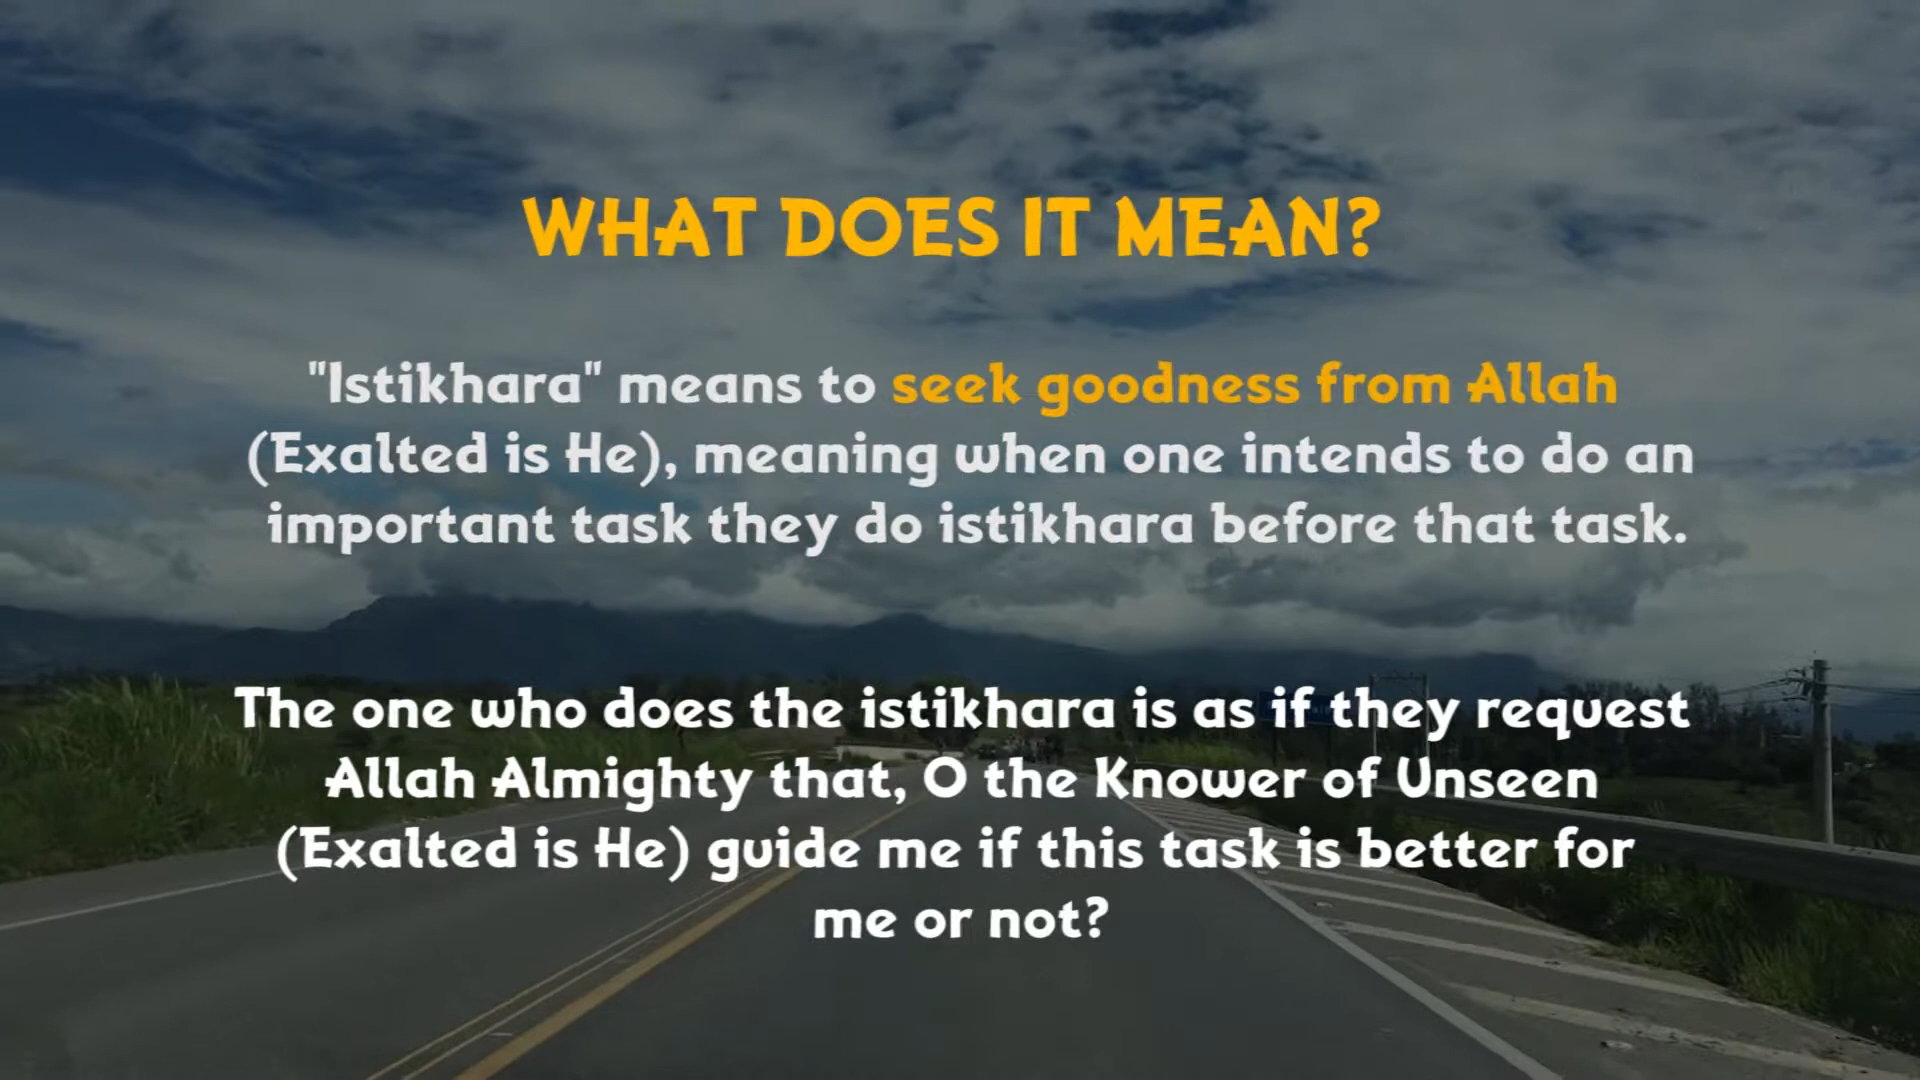 WHAT DOES IT MEAN?
"Istikhara" means to seek goodness from Allah
(Exalted is He), meaning when one intends to do an
important task they do istikhara before that task.
The one who does the istikhara is as if they request
Allah Almighty that, O the Knower of Unseen
(Exalted is He) guide me if this task is better for
me or not?